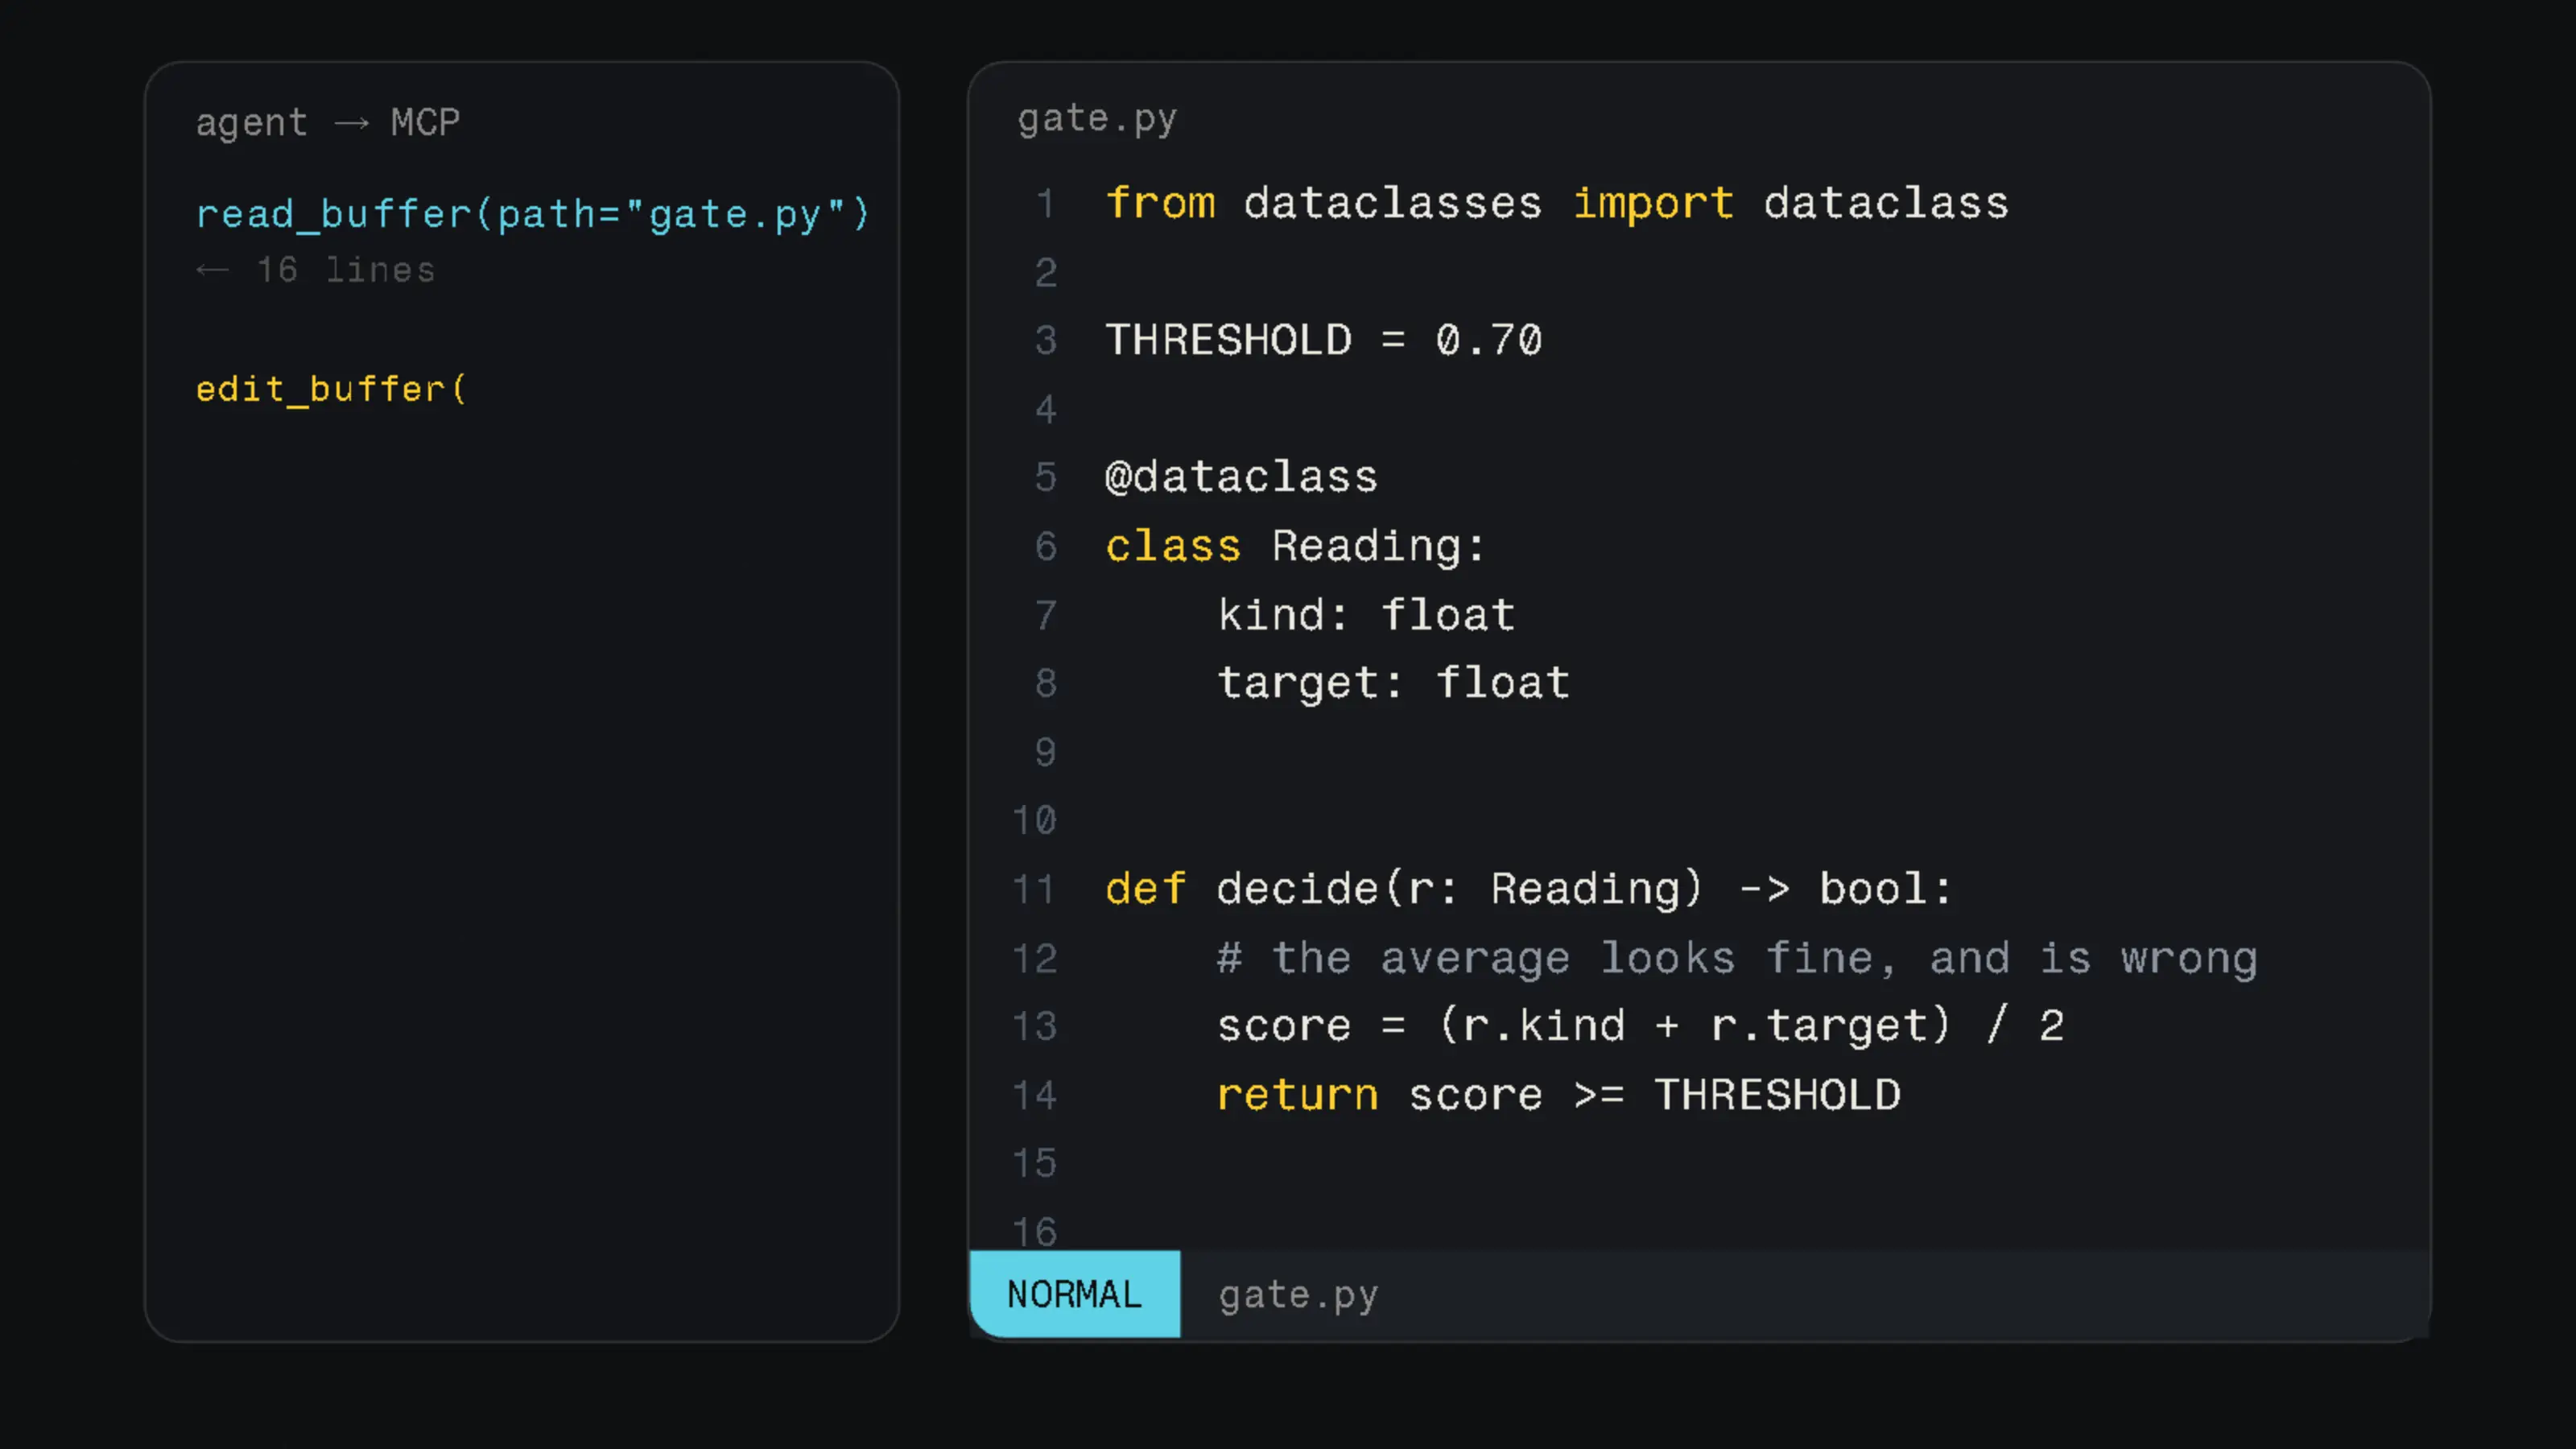 agent → MCP
read_buffer(path="gate.py")
← 16 lines
edit_buffer(
gate.py
1 from dataclasses import dataclass
2
3 THRESHOLD = 0.70
4
5 @dataclass
6 class Reading:
7     kind: float
8     target: float
9
10
11 def decide(r: Reading) -> bool:
12     # the average looks fine, and is wrong
13     score = (r.kind + r.target) / 2
14     return score >= THRESHOLD
15
16
NORMAL gate.py